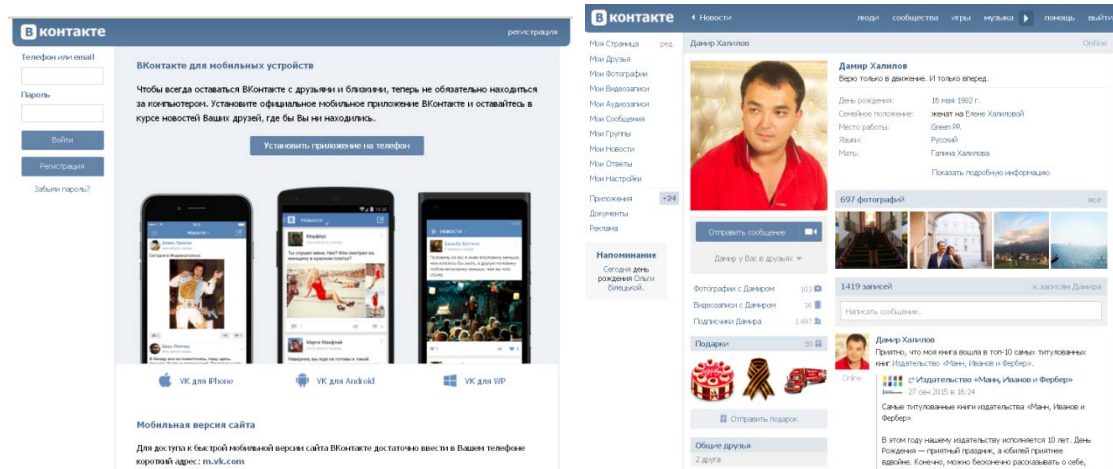 В контакте
регистрация
Телефон или email
Пароль
Войти
Регистрация
Забыли пароль?
ВКонтакте для мобильных устройств
Чтобы всегда оставаться ВКонтакте с друзьями и близкими, теперь не обязательно находиться
за компьютером. Установите официальное мобильное приложение ВКонтакте и оставайтесь в
курсе новостей Ваших друзей, где бы Вы ни находились.
Установить приложение на телефон
Новости
НОВОСТИ
VK для iPhone
VK для Android
VK для WP
Мобильная версия сайта
Для доступа к быстрой мобильной версии сайта ВКонтакте достаточно ввести в Вашем телефоне
короткий адрес: m.vk.com
В контакте
Новости
люди сообщества игры музыка помощь выйти
Моя Страница ред.
Мои Друзья
Мои Фотографии
Мои Видеозаписи
Мои Аудиозаписи
Мои Сообщения
Мои Группы
Мои Новости
Мои Ответы
Мои Настройки
Приложения +24
Документы
Реклама
Напоминание
Сегодня день
рождения Ольги
Дамир Халилов Online
Отправить сообщение
Дамир у Вас в друзьях
Фотографии с Дамиром 103
Видеозаписи с Дамиром 16
Подписчики Дамира 1 497
Подарки 50
Отправить подарок
Общие друзья
2 друга
Дамир Халилов
Верю только в движение. И только вперед.
День рождения: 16 мая 1982 г.
Семейное положение: женат на Елене Халиловой
Место работы: Green PR
Языки: Русский
Мать: Галина Халилова
Показать подробную информацию
697 фотографий все
1419 записей к записям Дамира
Написать сообщение...
Дамир Халилов
Приятно, что моя книга вошла в топ-10 самых титулованных
книг Издательство «Манн, Иванов и Фербер».
Online
Издательство «Манн, Иванов и Фербер»
27 сен 2015 в 16:24
Самые титулованные книги издательства «Манн, Иванов и
Фербер»
В этом году нашему издательству исполняется 10 лет. День
Рождения — приятный праздник, а юбилей приятнее
вдвойне. Конечно, можно бесконечно рассказывать о себе,